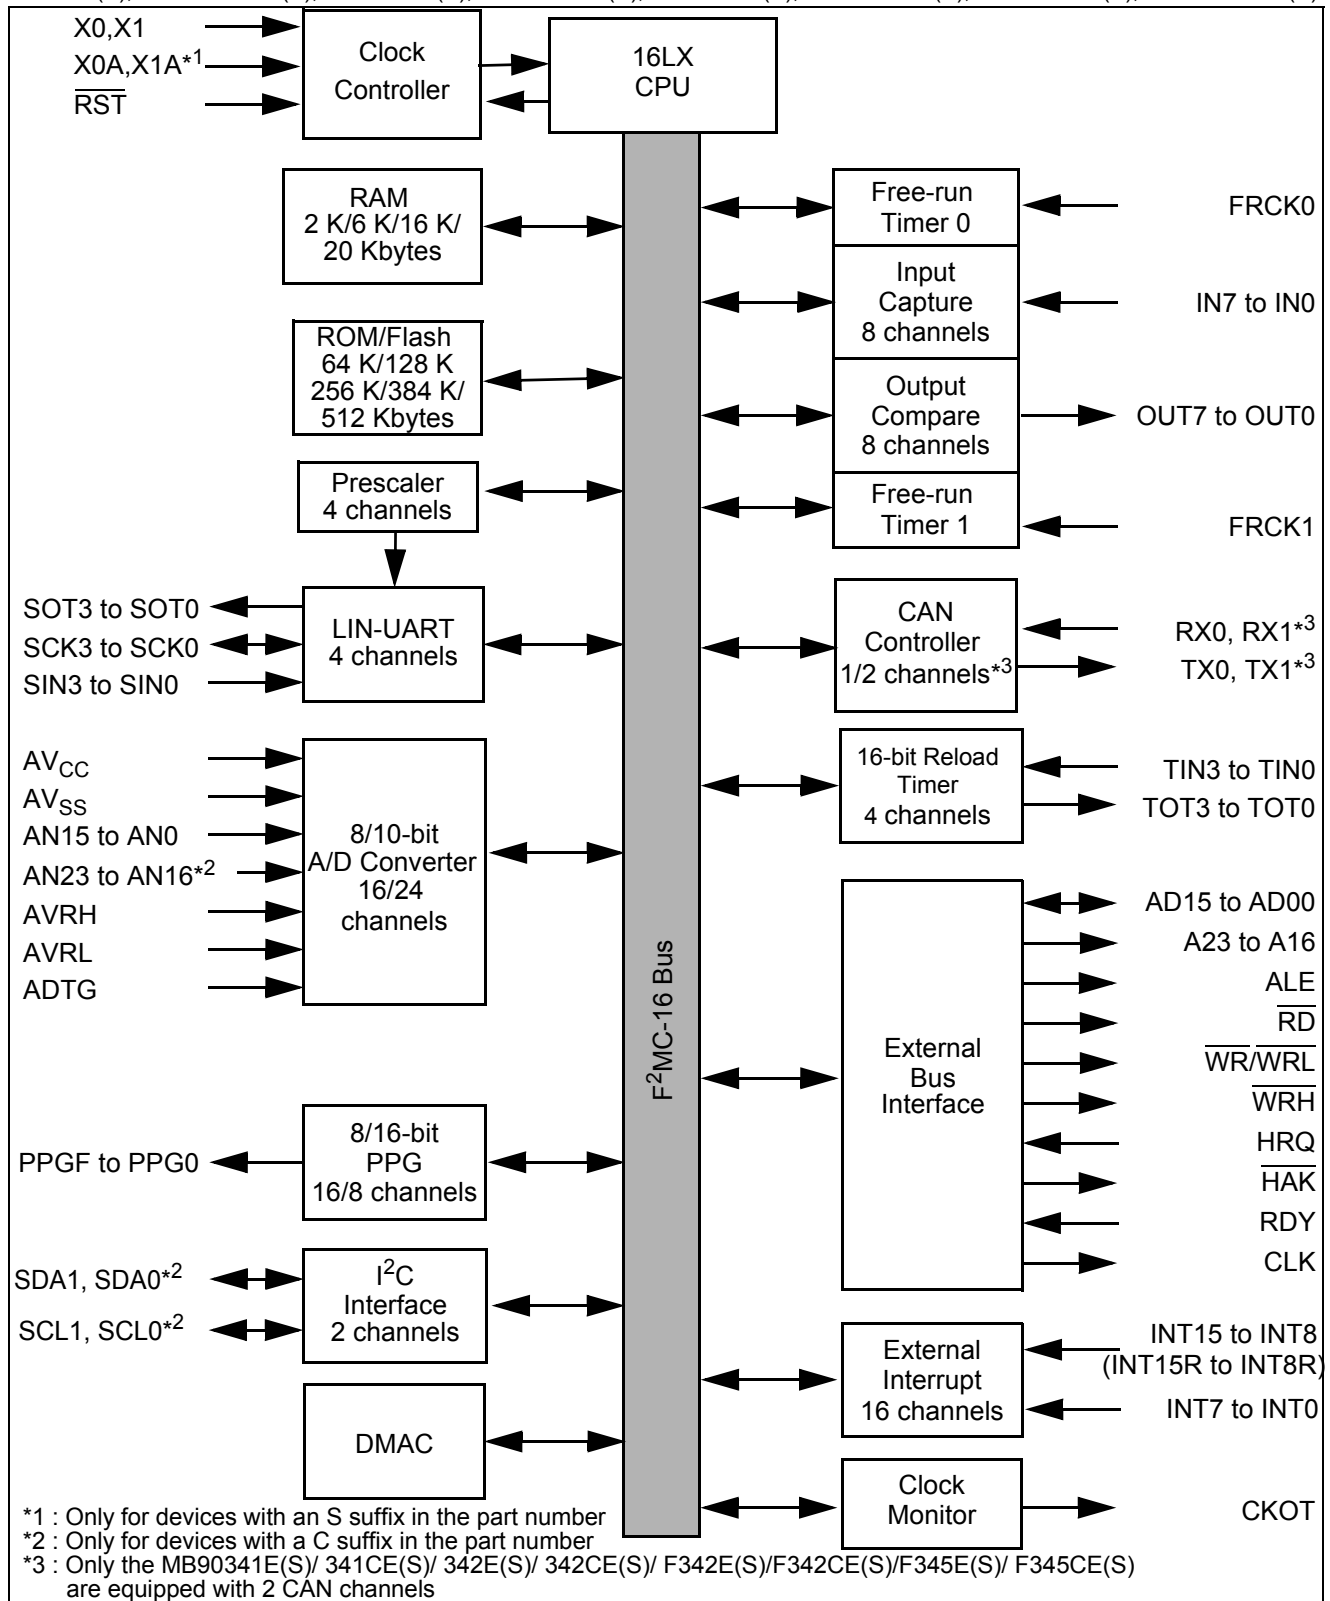 X0,X1
X0A,X1A*1
RST
Clock
Controller
16LX
CPU
RAM
2 K/6 K/16 K/
20 Kbytes
ROM/Flash
64 K/128 K
256 K/384 K/
512 Kbytes
Prescaler
4 channels
SOT3 to SOT0
SCK3 to SCK0
SIN3 to SIN0
LIN-UART
4 channels
AVCC
AVSS
AN15 to AN0
AN23 to AN16*2
AVRH
AVRL
ADTG
8/10-bit
A/D Converter
16/24
channels
PPGF to PPG0
8/16-bit
PPG
16/8 channels
SDA1, SDA0*2
SCL1, SCL0*2
I2C
Interface
2 channels
DMAC
F2MC-16 Bus
Free-run
Timer 0
FRCK0
Input
Capture
8 channels
IN7 to IN0
Output
Compare
8 channels
OUT7 to OUT0
Free-run
Timer 1
FRCK1
CAN
Controller
1/2 channels*3
RX0, RX1*3
TX0, TX1*3
16-bit Reload
Timer
4 channels
TIN3 to TIN0
TOT3 to TOT0
External
Bus
Interface
AD15 to AD00
A23 to A16
ALE
RD
WR/WRL
WRH
HRQ
HAK
RDY
CLK
External
Interrupt
16 channels
INT15 to INT8
(INT15R to INT8R)
INT7 to INT0
Clock
Monitor
CKOT
*1 : Only for devices with an S suffix in the part number
*2 : Only for devices with a C suffix in the part number
*3 : Only the MB90341E(S)/ 341CE(S)/ 342E(S)/ 342CE(S)/ F342E(S)/F342CE(S)/F345E(S)/ F345CE(S)
are equipped with 2 CAN channels